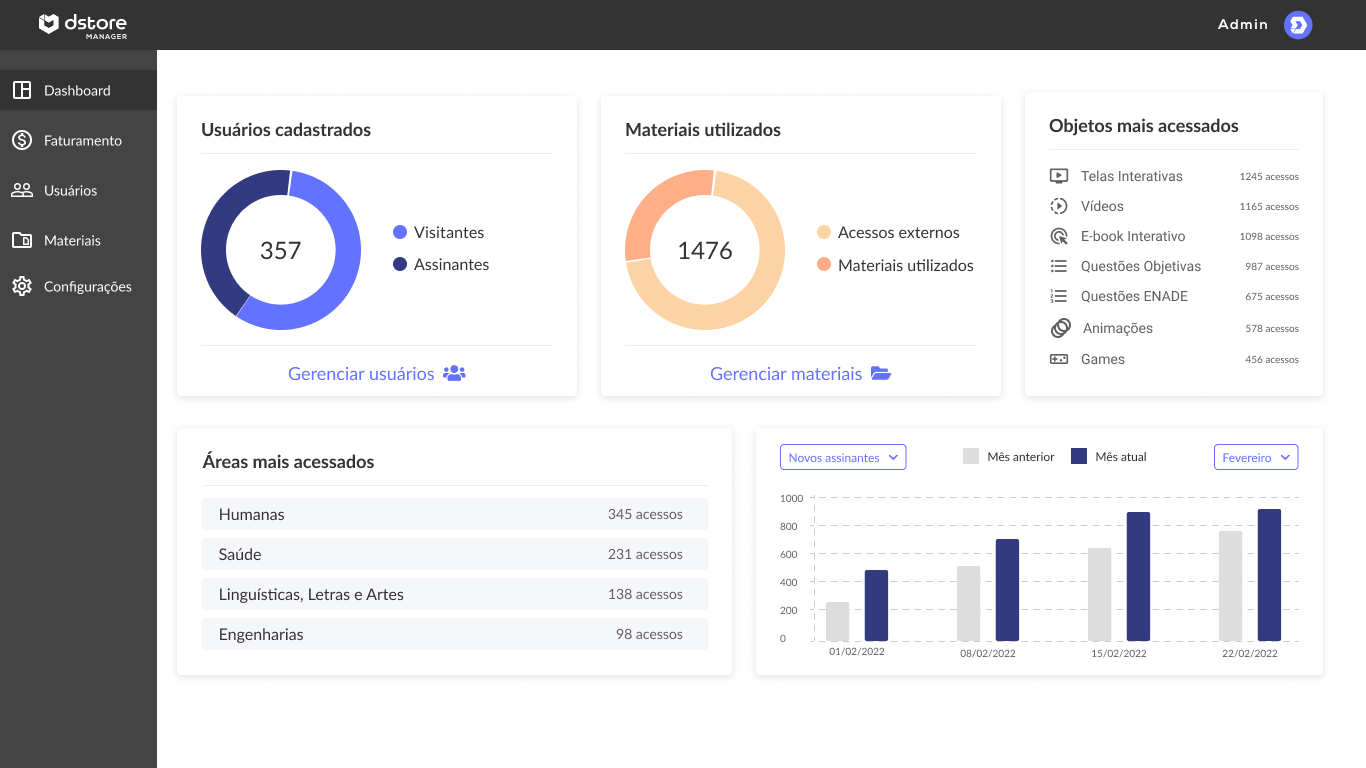 dstore
MANAGER
Admin
Dashboard
Faturamento
Usuários
Materiais
Configurações
Usuários cadastrados
357
Visitantes
Assinantes
Gerenciar usuários
Materiais utilizados
1476
Acessos externos
Materiais utilizados
Gerenciar materiais
Objetos mais acessados
Telas Interativas 1245 acessos
Vídeos 1165 acessos
E-book Interativo 1098 acessos
Questões Objetivas 987 acessos
Questões ENADE 675 acessos
Animações 578 acessos
Games 456 acessos
Áreas mais acessados
Humanas 345 acessos
Saúde 231 acessos
Linguísticas, Letras e Artes 138 acessos
Engenharias 98 acessos
Novos assinantes Mês anterior Mês atual Fevereiro
1000
800
600
400
200
0
01/02/2022 08/02/2022 15/02/2022 22/02/2022